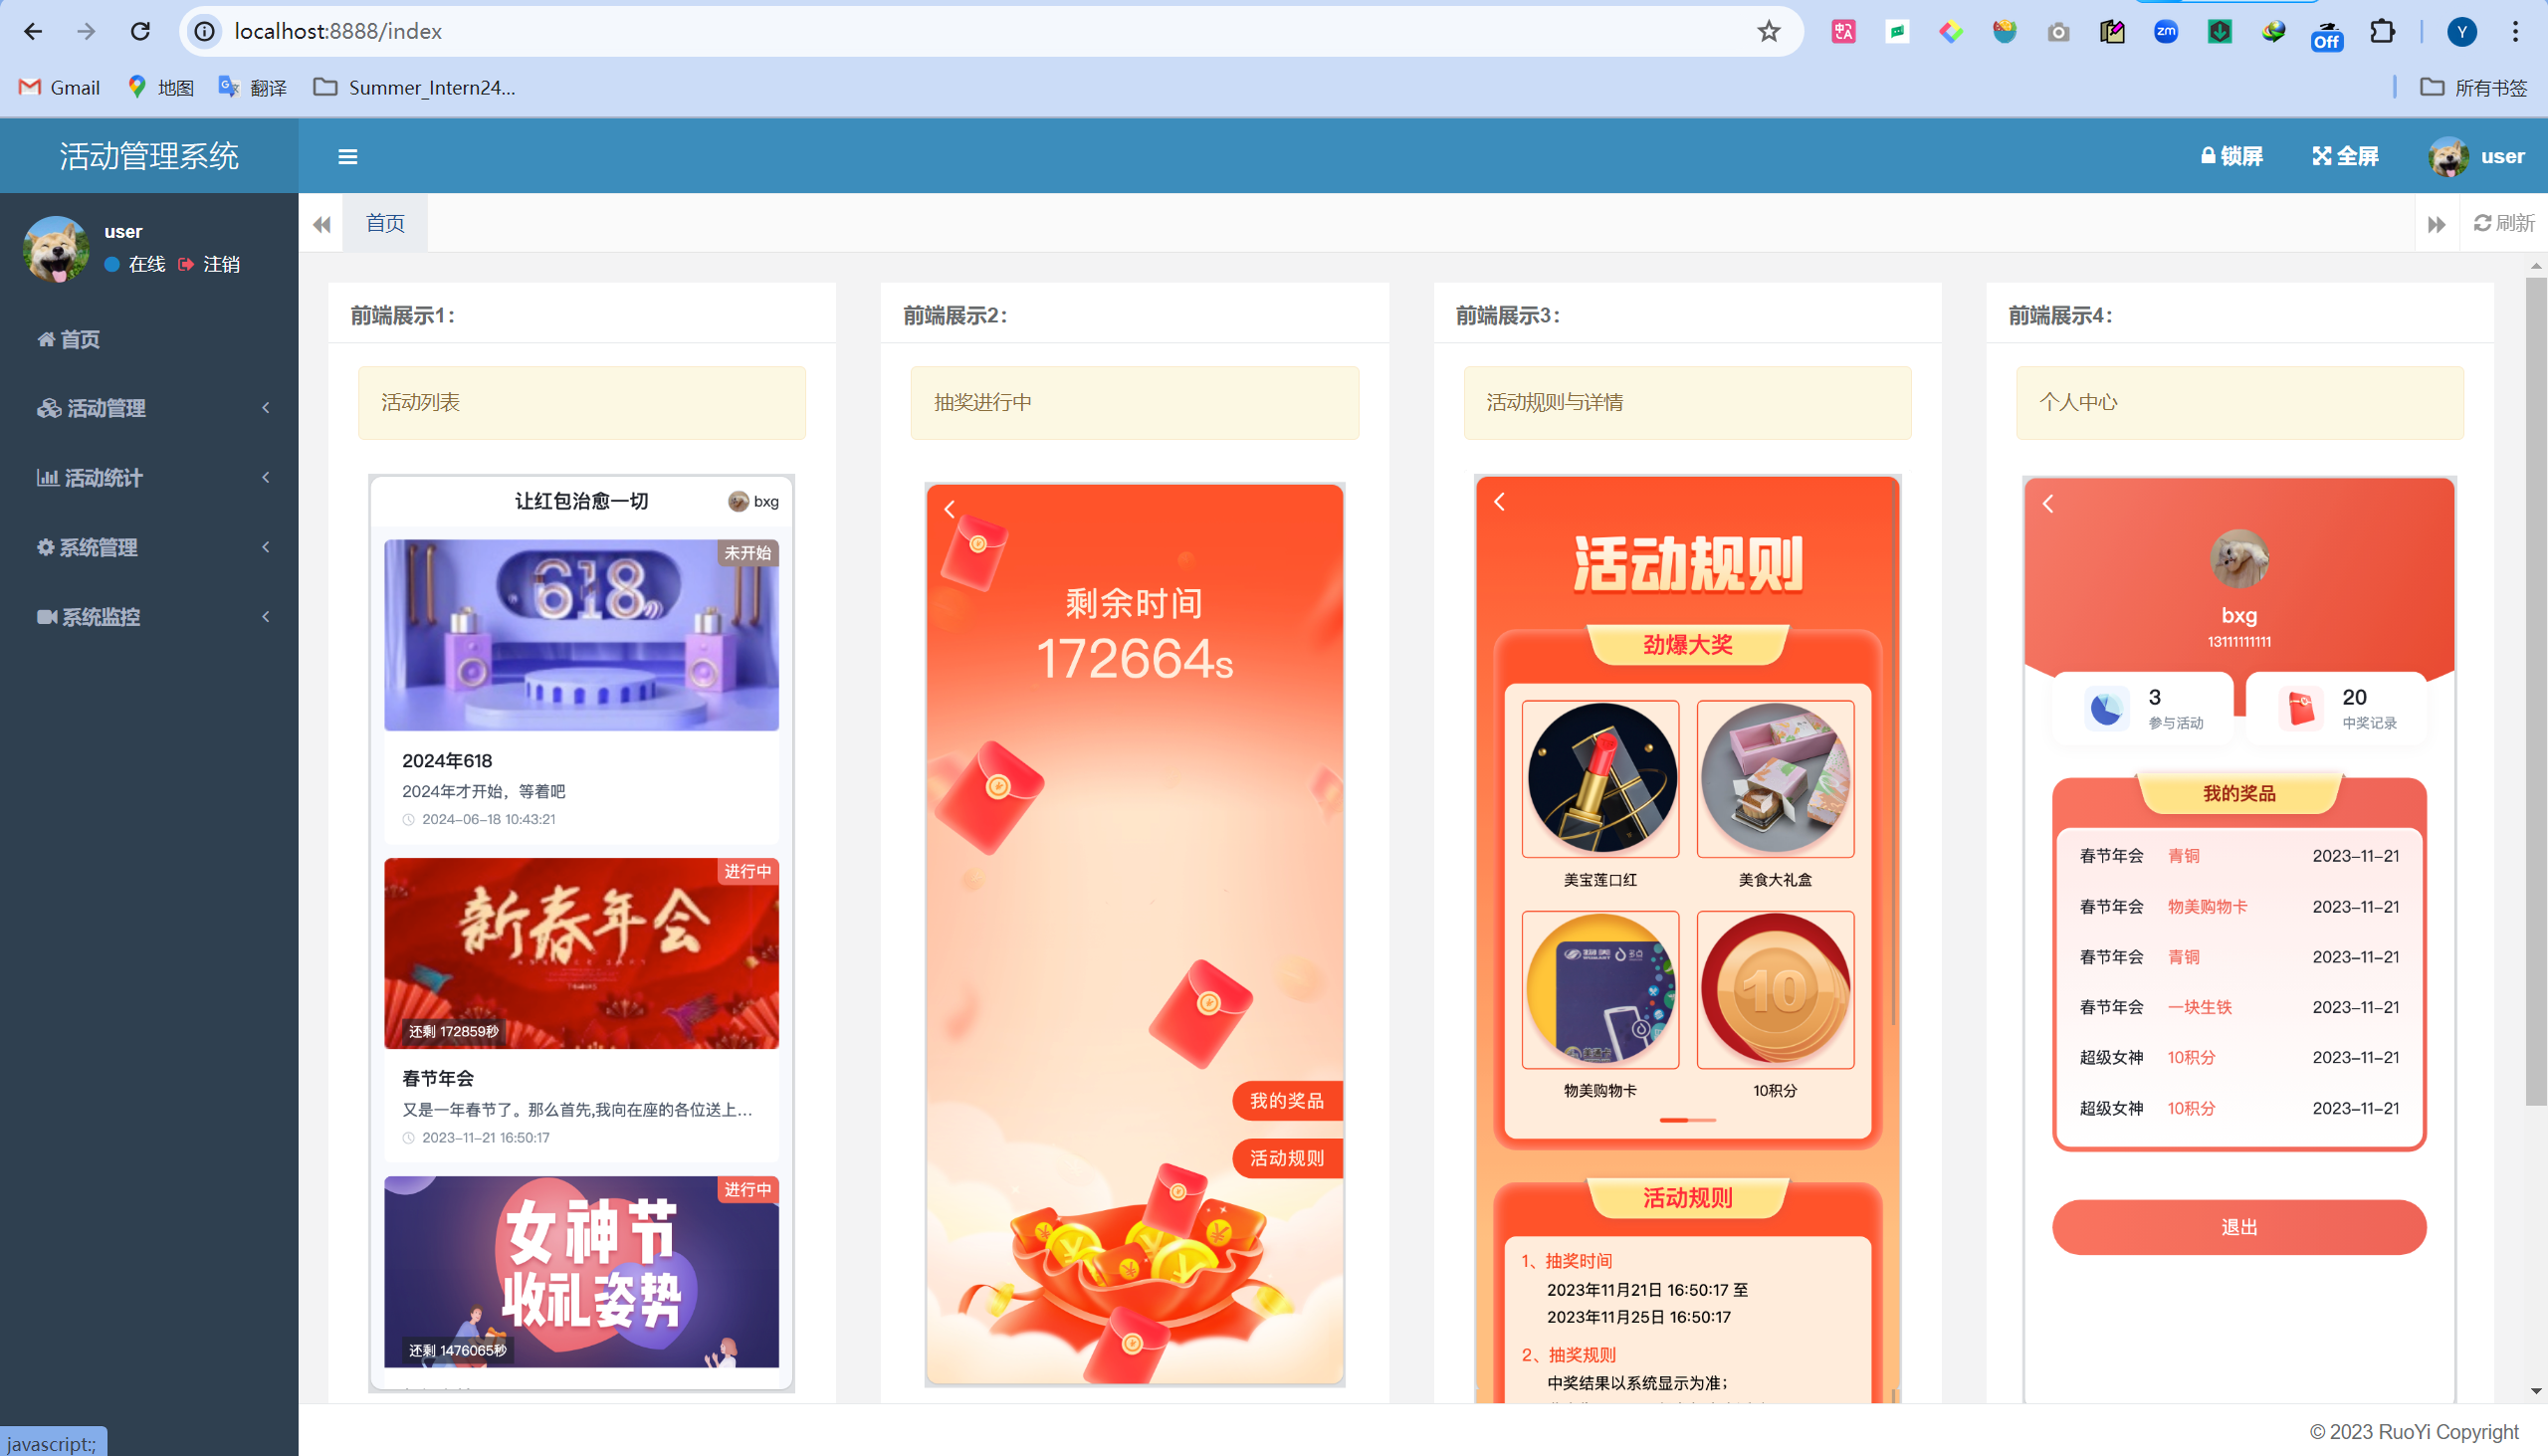 localhost:8888/index
Off
Y
zm
Gmail
地图
翻译
Summer_Intern24...
所有书签
活动管理系统
锁屏
全屏
user
user
在线
注销
首页
刷新
首页
活动管理
活动统计
系统管理
系统监控
前端展示1：
活动列表
让红包治愈一切
bxg
618
未开始
2024年618
2024年才开始，等着吧
2024-06-18 10:43:21
进行中
新春年会
还剩 172859秒
春节年会
又是一年春节了。那么首先,我向在座的各位送上...
2023-11-21 16:50:17
进行中
女神节
收礼姿势
还剩 1476065秒
前端展示2：
抽奖进行中
剩余时间
172664s
我的奖品
活动规则
前端展示3：
活动规则与详情
活动规则
劲爆大奖
美宝莲口红
美食大礼盒
10
物美购物卡
10积分
活动规则
1、抽奖时间
2023年11月21日 16:50:17 至
2023年11月25日 16:50:17
2、抽奖规则
中奖结果以系统显示为准；
前端展示4：
个人中心
bxg
13111111111
3
参与活动
20
中奖记录
我的奖品
春节年会 青铜 2023-11-21
春节年会 物美购物卡 2023-11-21
春节年会 青铜 2023-11-21
春节年会 一块生铁 2023-11-21
超级女神 10积分 2023-11-21
超级女神 10积分 2023-11-21
退出
© 2023 RuoYi Copyright
javascript:;